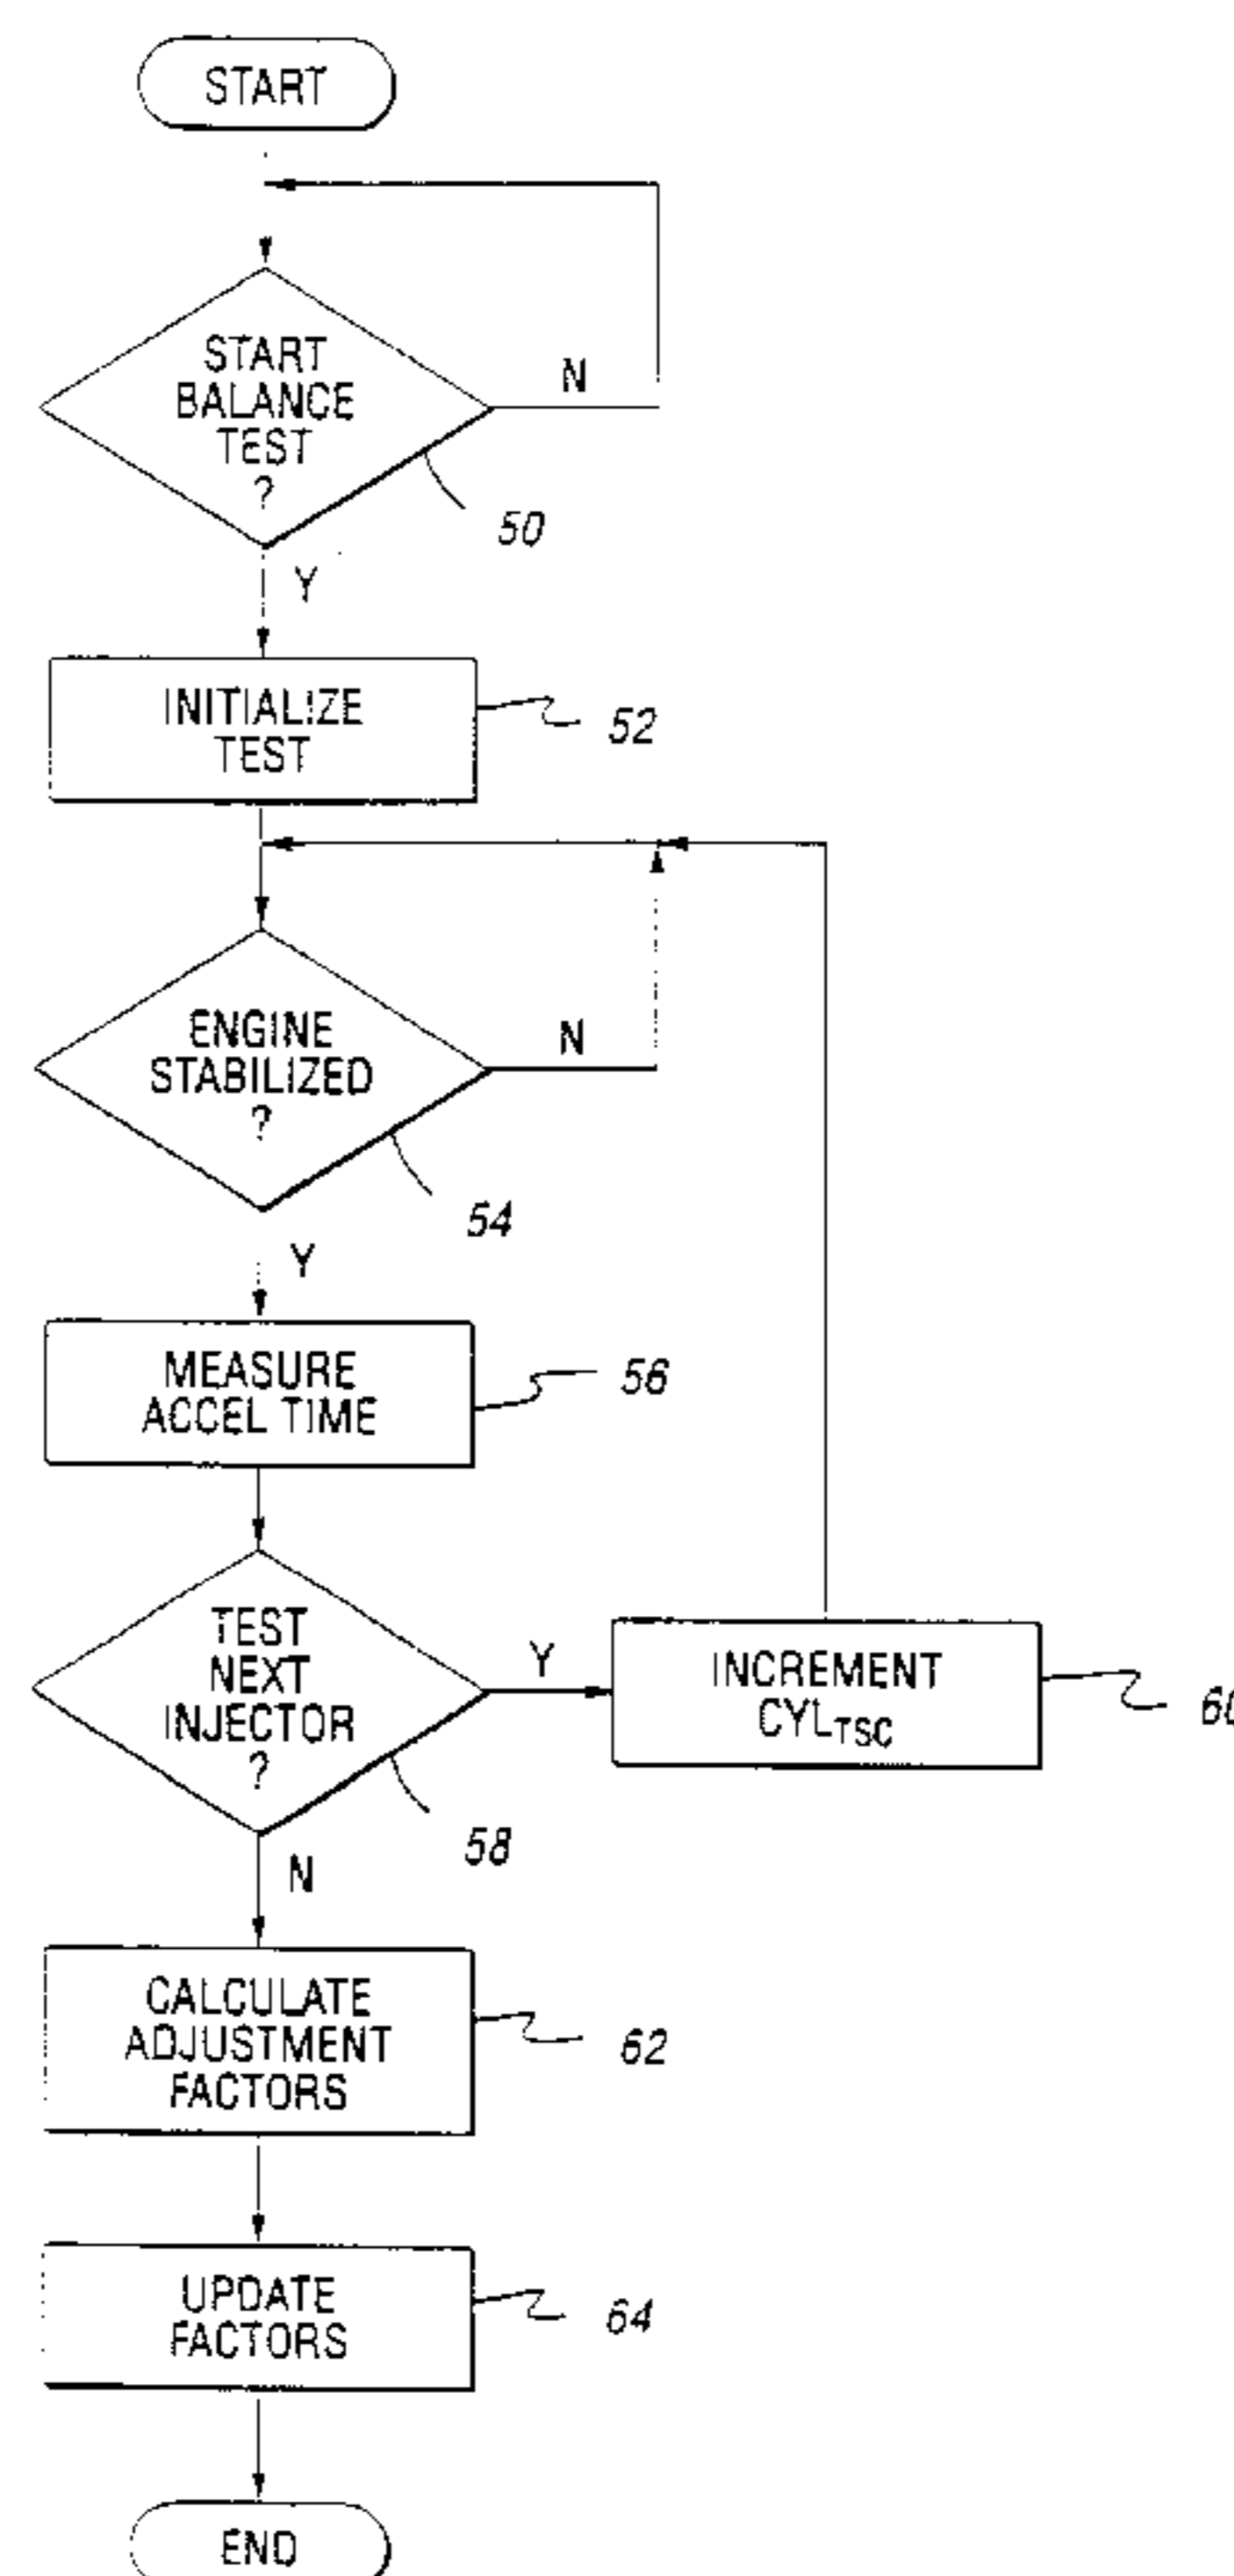 START
START
BALANCE
TEST
?
N
50
Y
INITIALIZE
TEST
52
ENGINE
STABILIZED
?
N
54
Y
MEASURE
ACCEL TIME
56
TEST
NEXT
INJECTOR
?
Y
INCREMENT
CYLTSC
60
58
N
CALCULATE
ADJUSTMENT
FACTORS
62
UPDATE
FACTORS
64
END